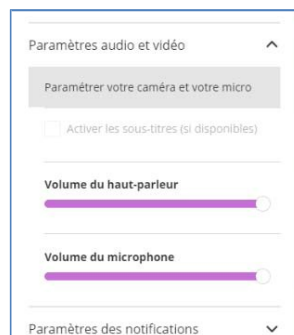 Paramètres audio et vidéo
Paramétrer votre caméra et votre micro
Activer les sous-titres (si disponibles)
Volume du haut-parleur
Volume du microphone
Paramètres des notifications